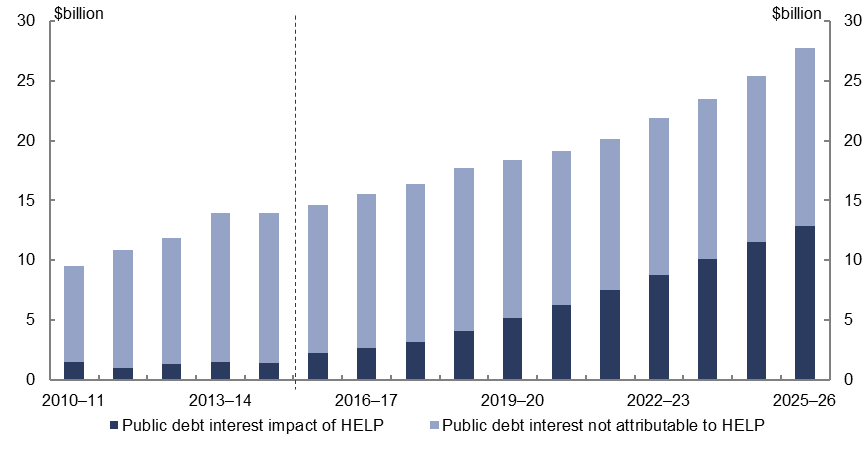 $billion $billion
30 30
25 25
20 20
15 15
10 10
5 5
0 0
2010–11 2013–14 2016–17 2019–20 2022–23 2025–26
Public debt interest impact of HELP Public debt interest not attributable to HELP